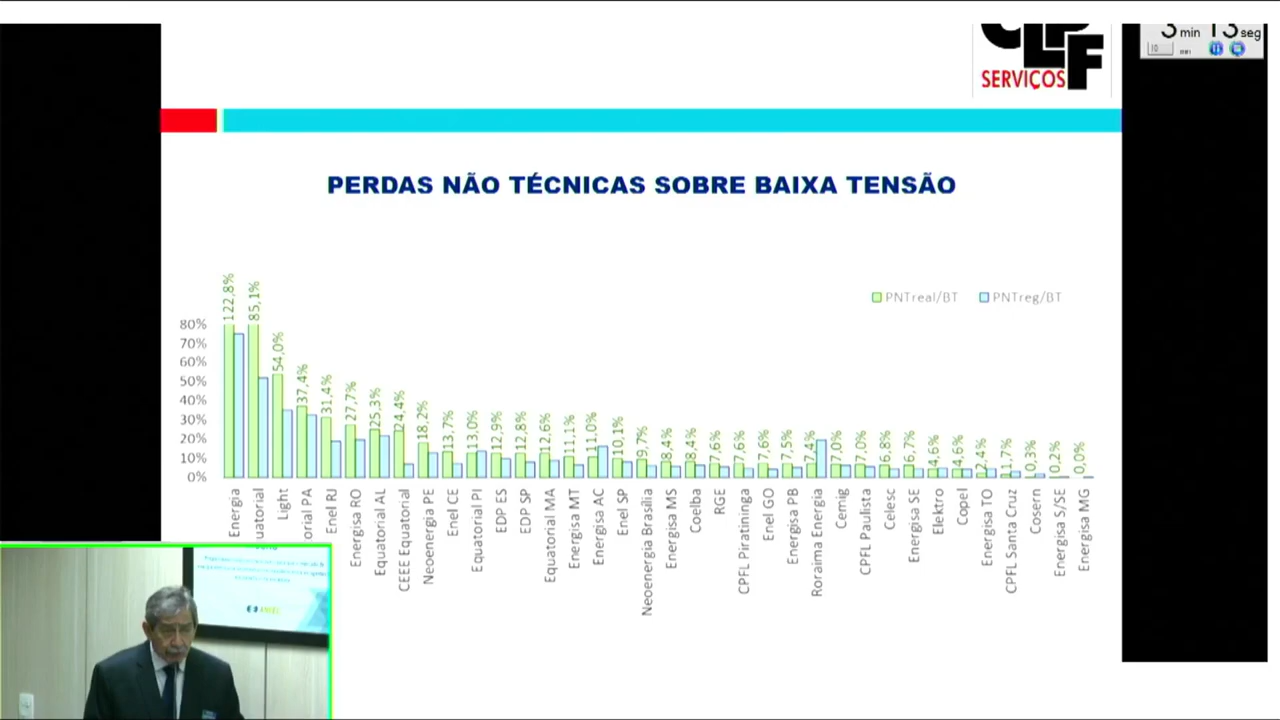 CLPF
SERVIÇOS
3 min 13 seg
10 min
PERDAS NÃO TÉCNICAS SOBRE BAIXA TENSÃO
PNTreal/BT PNTreg/BT
80%
70%
60%
50%
40%
30%
20%
10%
0%
122,8%
85,1%
54,0%
37,4%
31,4%
27,7%
25,3%
24,4%
18,2%
13,7%
13,0%
12,9%
12,8%
12,6%
11,1%
11,0%
10,1%
9,7%
8,4%
8,4%
7,6%
7,6%
7,6%
7,5%
7,4%
7,0%
7,0%
6,8%
6,7%
4,6%
4,6%
2,4%
1,7%
0,3%
0,2%
0,0%
Energia
uatorial
Light
orial PA
Enel RJ
Energisa RO
Equatorial AL
CEEE Equatorial
Neoenergia PE
Enel CE
Equatorial PI
EDP ES
EDP SP
Equatorial MA
Energisa MT
Energisa AC
Enel SP
Neoenergia Brasília
Energisa MS
Coelba
RGE
CPFL Piratininga
Enel GO
Energisa PB
Roraima Energia
Cemig
CPFL Paulista
Celesc
Energisa SE
Elektro
Copel
Energisa TO
CPFL Santa Cruz
Cosern
Energisa S/SE
Energisa MG